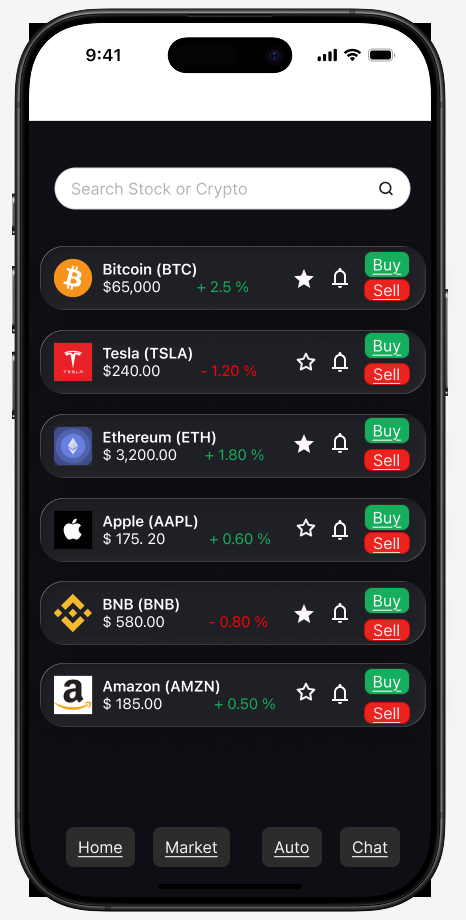 9:41
Search Stock or Crypto
Bitcoin (BTC)
$65,000 + 2.5 %
Buy
Sell
TESLA
Tesla (TSLA)
$240.00 - 1.20 %
Buy
Sell
Ethereum (ETH)
$ 3,200.00 + 1.80 %
Buy
Sell
Apple (AAPL)
$ 175. 20 + 0.60 %
Buy
Sell
BNB (BNB)
$ 580.00 - 0.80 %
Buy
Sell
a
Amazon (AMZN)
$ 185.00 + 0.50 %
Buy
Sell
Home Market Auto Chat